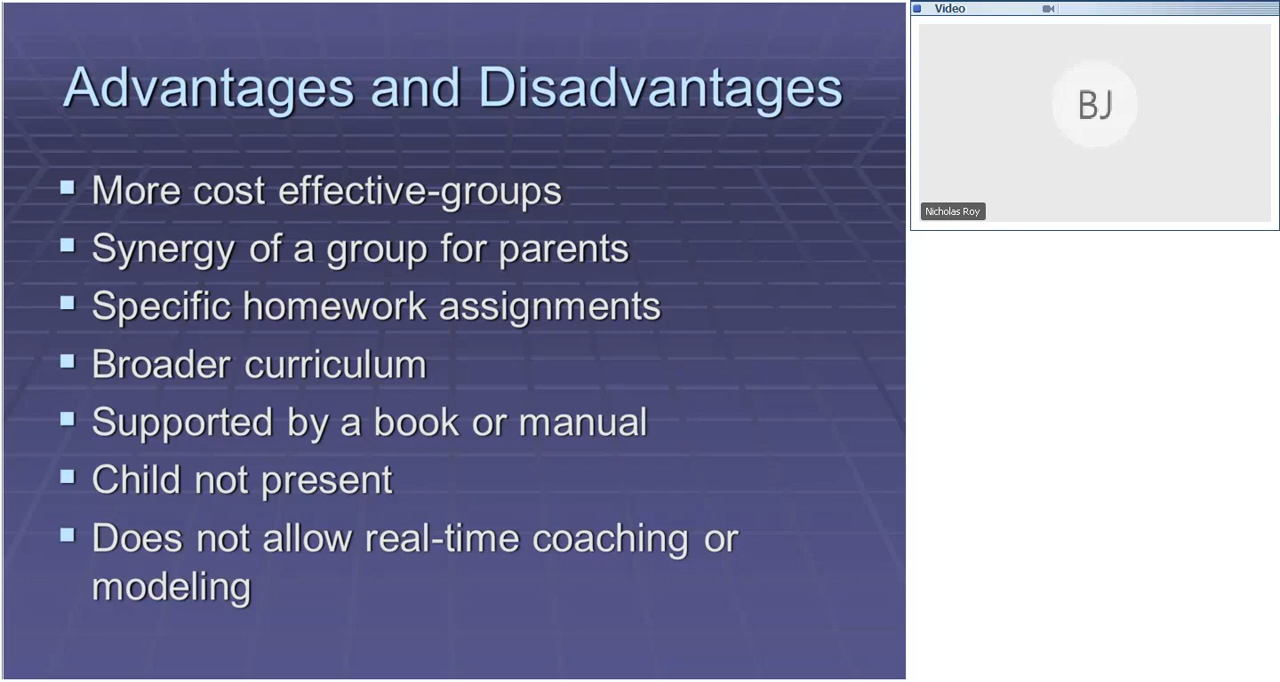 Advantages and Disadvantages
More cost effective-groups
Synergy of a group for parents
Specific homework assignments
Broader curriculum
Supported by a book or manual
Child not present
Does not allow real-time coaching or
modeling
Video
BJ
Nicholas Roy